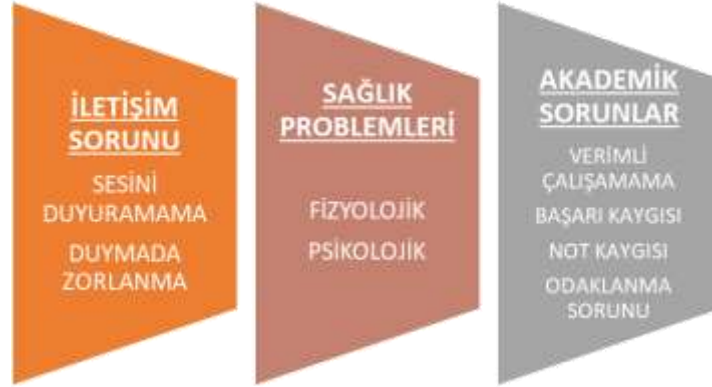 İLETİŞİM
SORUNU
SESİNİ
DUYURAMAMA
DUYMADA
ZORLANMA
SAĞLIK
PROBLEMLERİ
FİZYOLOJİK
PSİKOLOJİK
AKADEMİK
SORUNLAR
VERİMLİ
ÇALIŞAMAMA
BAŞARI KAYGISI
NOT KAYGISI
ODAKLANMA
SORUNU